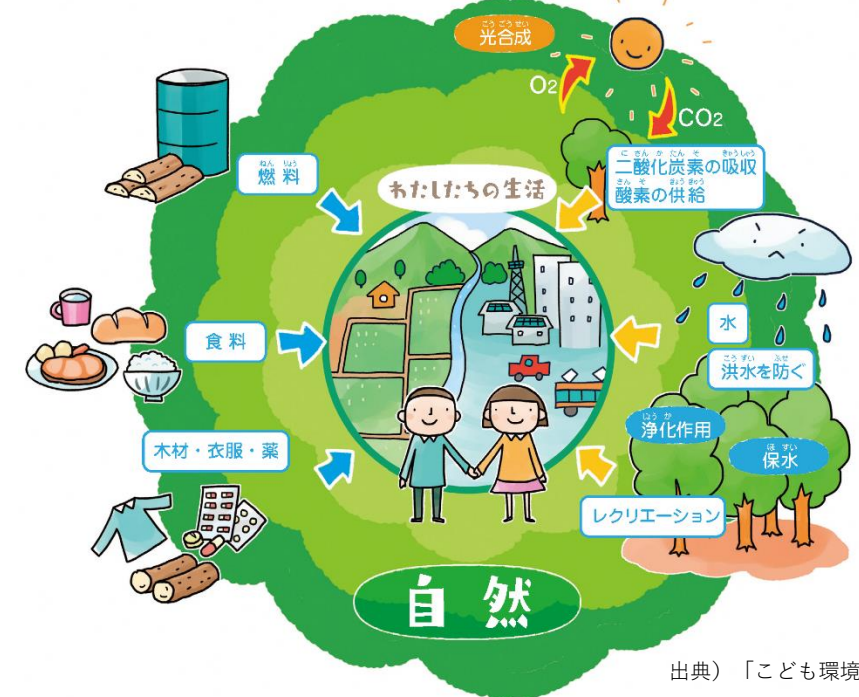 光合成
O2
CO2
二酸化炭素の吸収
酸素の供給
燃料
わたしたちの生活
食料
水
洪水を防ぐ
浄化作用
保水
木材・衣服・薬
レクリエーション
自然
出典）「こども環境